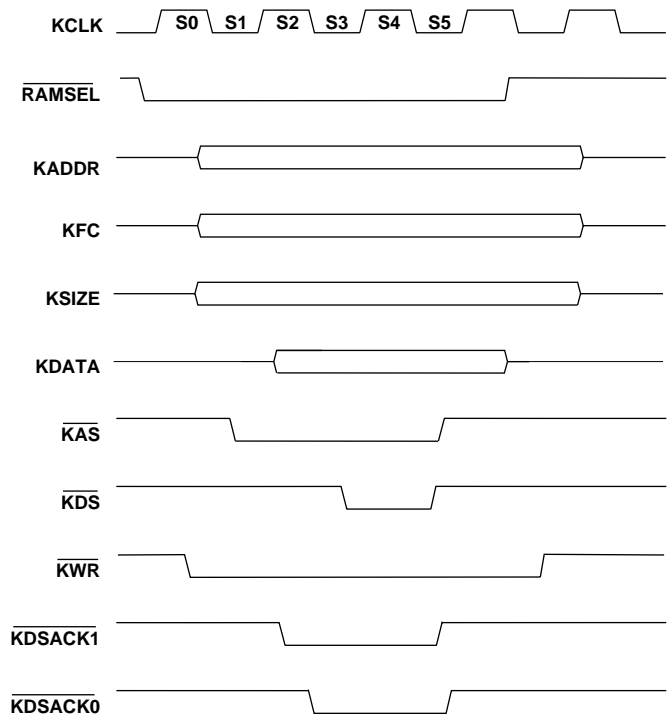 KCLK S0 S1 S2 S3 S4 S5
RAMSEL
KADDR
KFC
KSIZE
KDATA
KAS
KDS
KWR
KDSACK1
KDSACK0